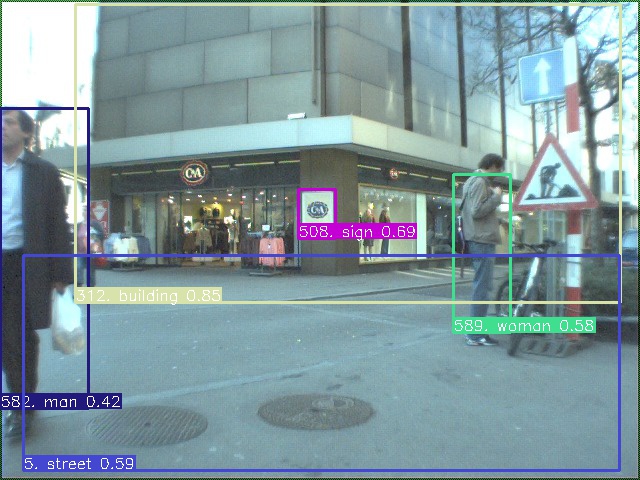 C&A
C&A
C&A
508. sign 0.69
312. building 0.85
589. woman 0.58
582. man 0.42
5. street 0.59